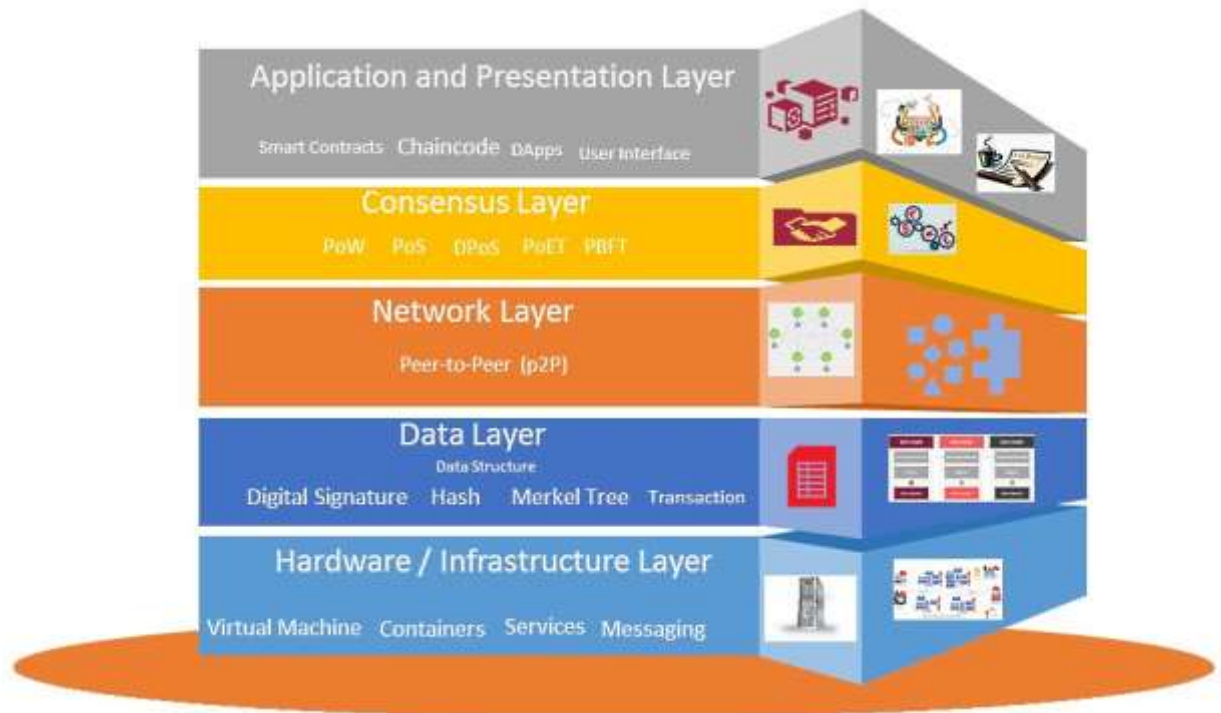 Application and Presentation Layer
Smart Contracts Chaincode DApps User Interface
Consensus Layer
PoW PoS DPoS PoET PBFT
Network Layer
Peer-to-Peer (p2P)
Data Layer
Data Structure
Digital Signature Hash Merkel Tree Transaction
Hardware / Infrastructure Layer
Virtual Machine Containers Services Messaging